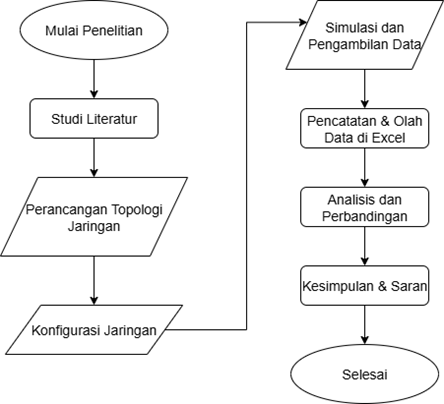 Mulai Penelitian
Studi Literatur
Perancangan Topologi
Jaringan
Konfigurasi Jaringan
Simulasi dan
Pengambilan Data
Pencatatan & Olah
Data di Excel
Analisis dan
Perbandingan
Kesimpulan & Saran
Selesai